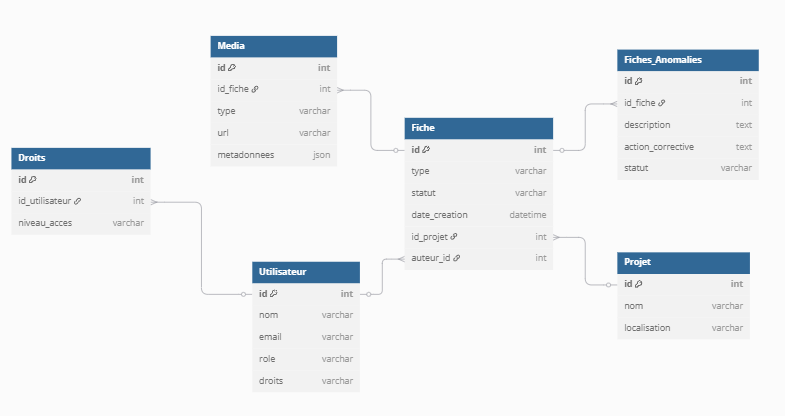 Media
id int
id_fiche int
type varchar
url varchar
metadonnees json
Fiches_Anomalies
id int
id_fiche int
description text
action_corrective text
statut varchar
Fiche
id int
type varchar
statut varchar
date_creation datetime
id_projet int
auteur_id int
Droits
id int
id_utilisateur int
niveau_acces varchar
Utilisateur
id int
nom varchar
email varchar
role varchar
droits varchar
Projet
id int
nom varchar
localisation varchar